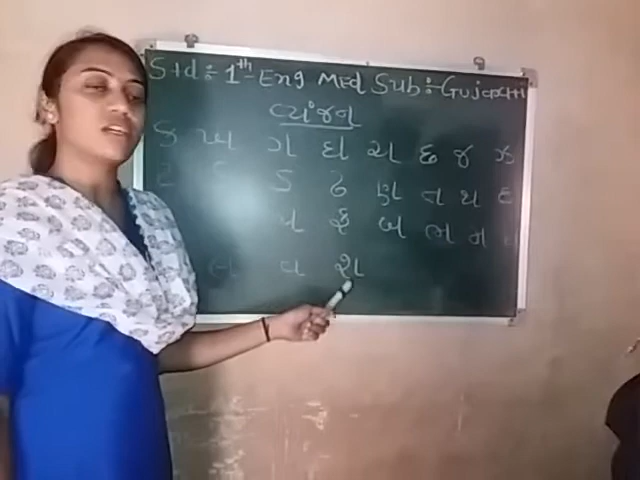 Std : 1th Eng Med Sub : Gujarati
વ્યંજન
ક ખ ગ ઘ ચ છ જ ઝ
ટ ડ ઢ ણ ત થ દ
પ ફ બ ભ મ
લ વ શ